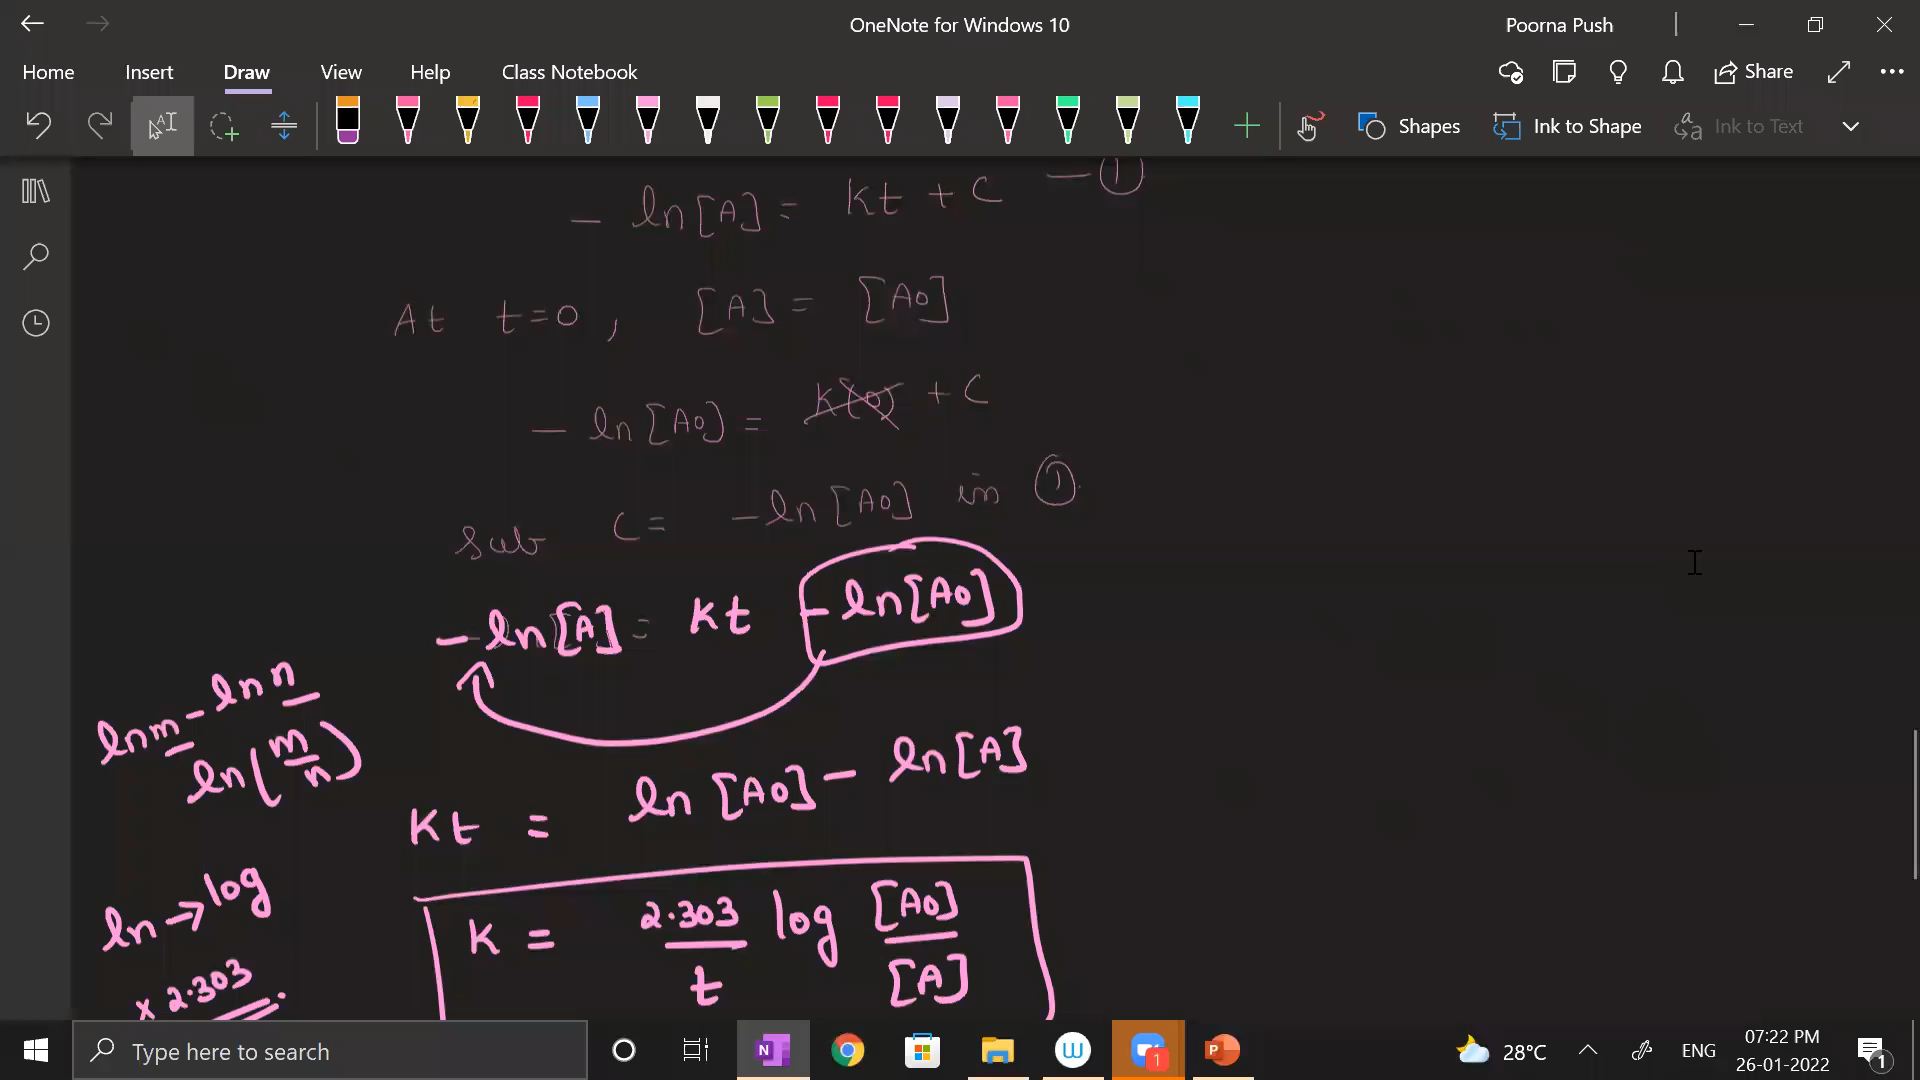 OneNote for Windows 10
Poorna Push
Home Insert Draw View Help Class Notebook
Share
Shapes Ink to Shape Ink to Text
- ln[A] = Kt + C — ①
At t=0, [A] = [A0]
- ln[A0] = K(0) + C
sub C = -ln[A0] in ①
-ln[A] = Kt -ln[A0]
lnm - ln n
ln(m/n)
Kt = ln[A0] - ln[A]
ln → log
x 2.303
K = 2.303/t log [A0]/[A]
Type here to search
N
W
1
P
28°C
ENG
07:22 PM
26-01-2022
1